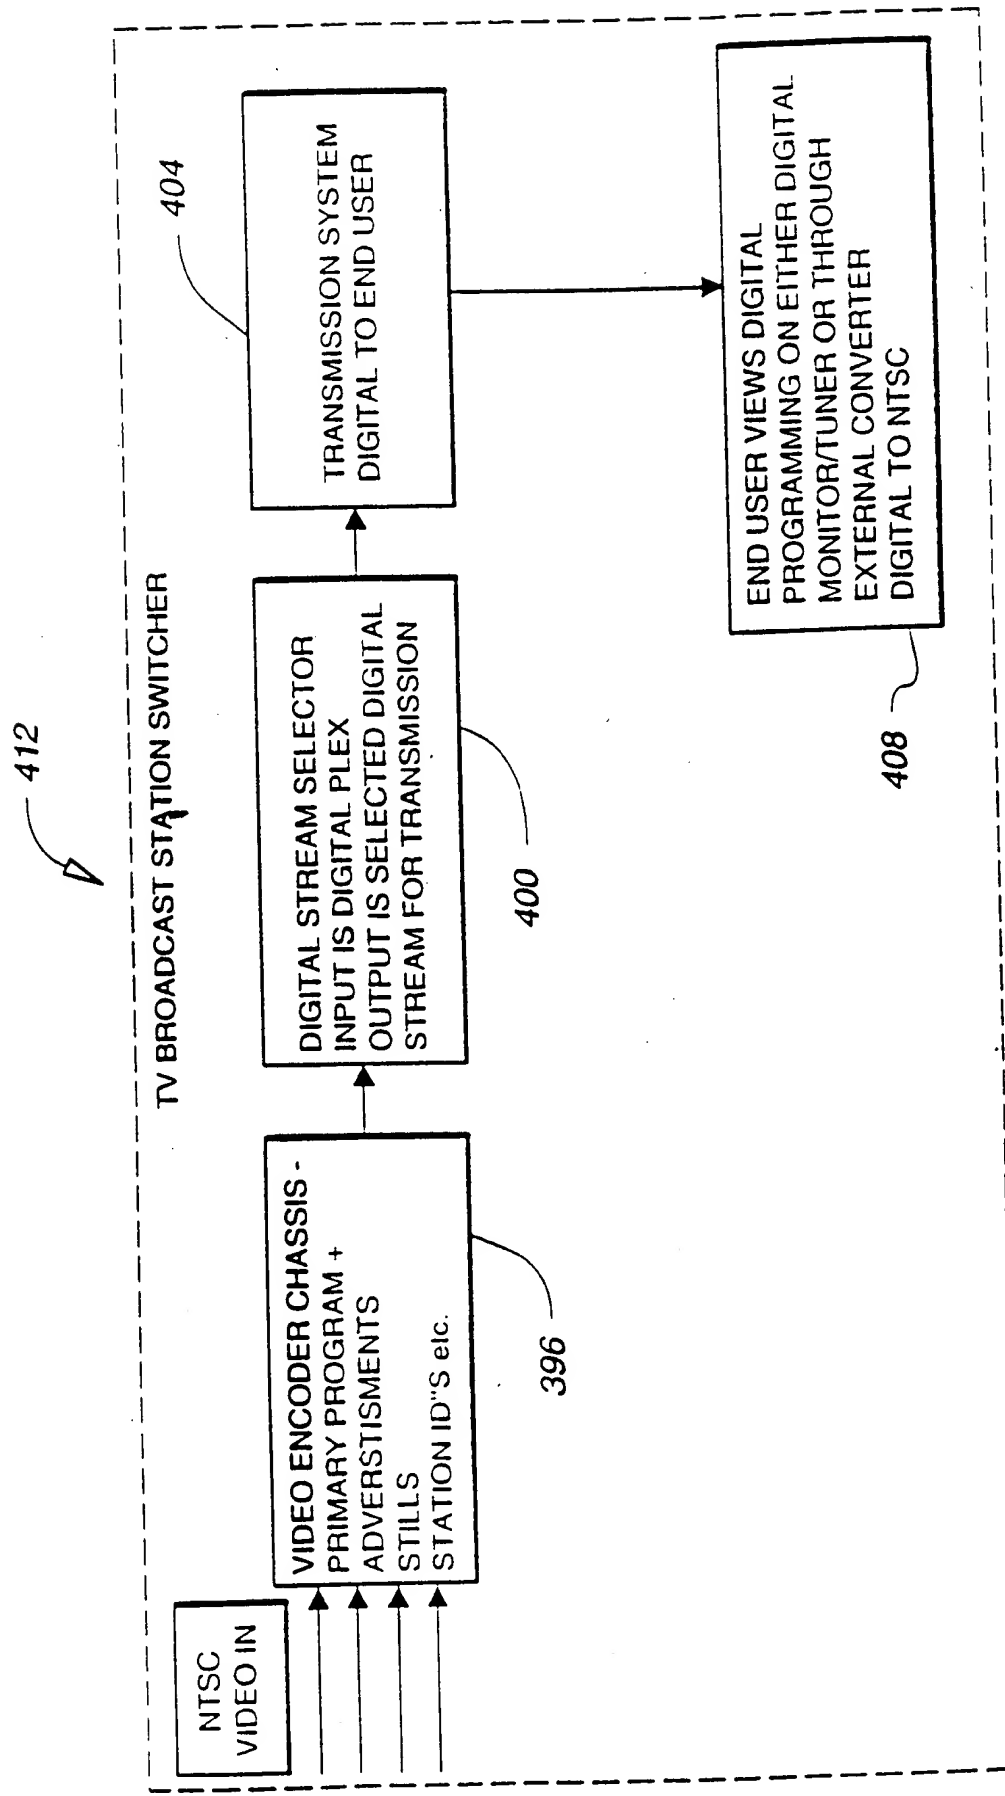 412
TV BROADCAST STATION SWITCHER
NTSC
VIDEO IN
VIDEO ENCODER CHASSIS -
PRIMARY PROGRAM +
ADVERSTISMENTS
STILLS
STATION ID"S etc.
396
DIGITAL STREAM SELECTOR
INPUT IS DIGITAL PLEX
OUTPUT IS SELECTED DIGITAL
STREAM FOR TRANSMISSION
400
TRANSMISSION SYSTEM
DIGITAL TO END USER
404
END USER VIEWS DIGITAL
PROGRAMMING ON EITHER DIGITAL
MONITOR/TUNER OR THROUGH
EXTERNAL CONVERTER
DIGITAL TO NTSC
408